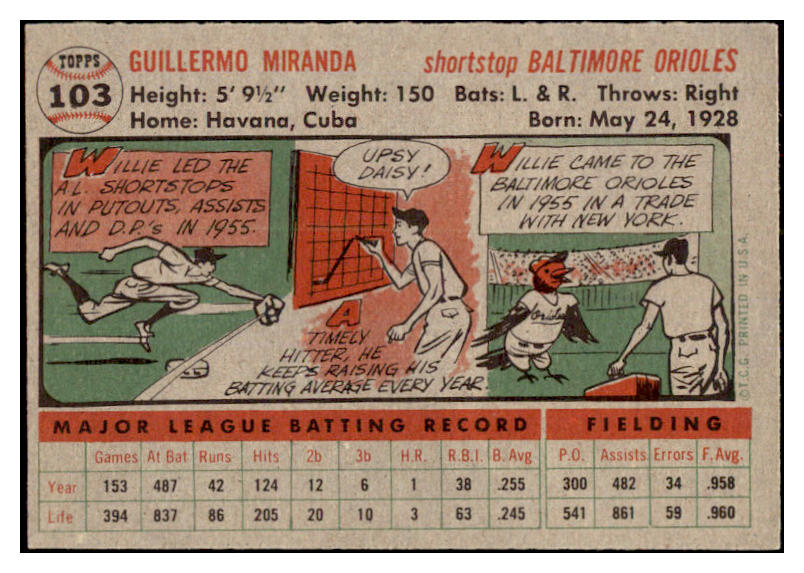 TOPPS
103
GUILLERMO MIRANDA
shortstop BALTIMORE ORIOLES
Height: 5' 9½" Weight: 150 Bats: L. & R. Throws: Right
Home: Havana, Cuba
Born: May 24, 1928
WILLIE LED THE
A.L. SHORTSTOPS
IN PUTOUTS, ASSISTS
AND D.P.'s IN 1955.
UPSY
DAISY!
A
TIMELY
HITTER, HE
KEEPS RAISING HIS
BATTING AVERAGE EVERY YEAR.
WILLIE CAME TO THE
BALTIMORE ORIOLES
IN 1955 IN A TRADE
WITH NEW YORK.
Orioles
© T.C.G. PRINTED IN U.S.A.
MAJOR LEAGUE BATTING RECORD
FIELDING
Games At Bat Runs Hits 2b 3b H.R. R.B.I. B. Avg P.O. Assists Errors F. Avg.
Year 153 487 42 124 12 6 1 38 .255 300 482 34 .958
Life 394 837 86 205 20 10 3 63 .245 541 861 59 .960